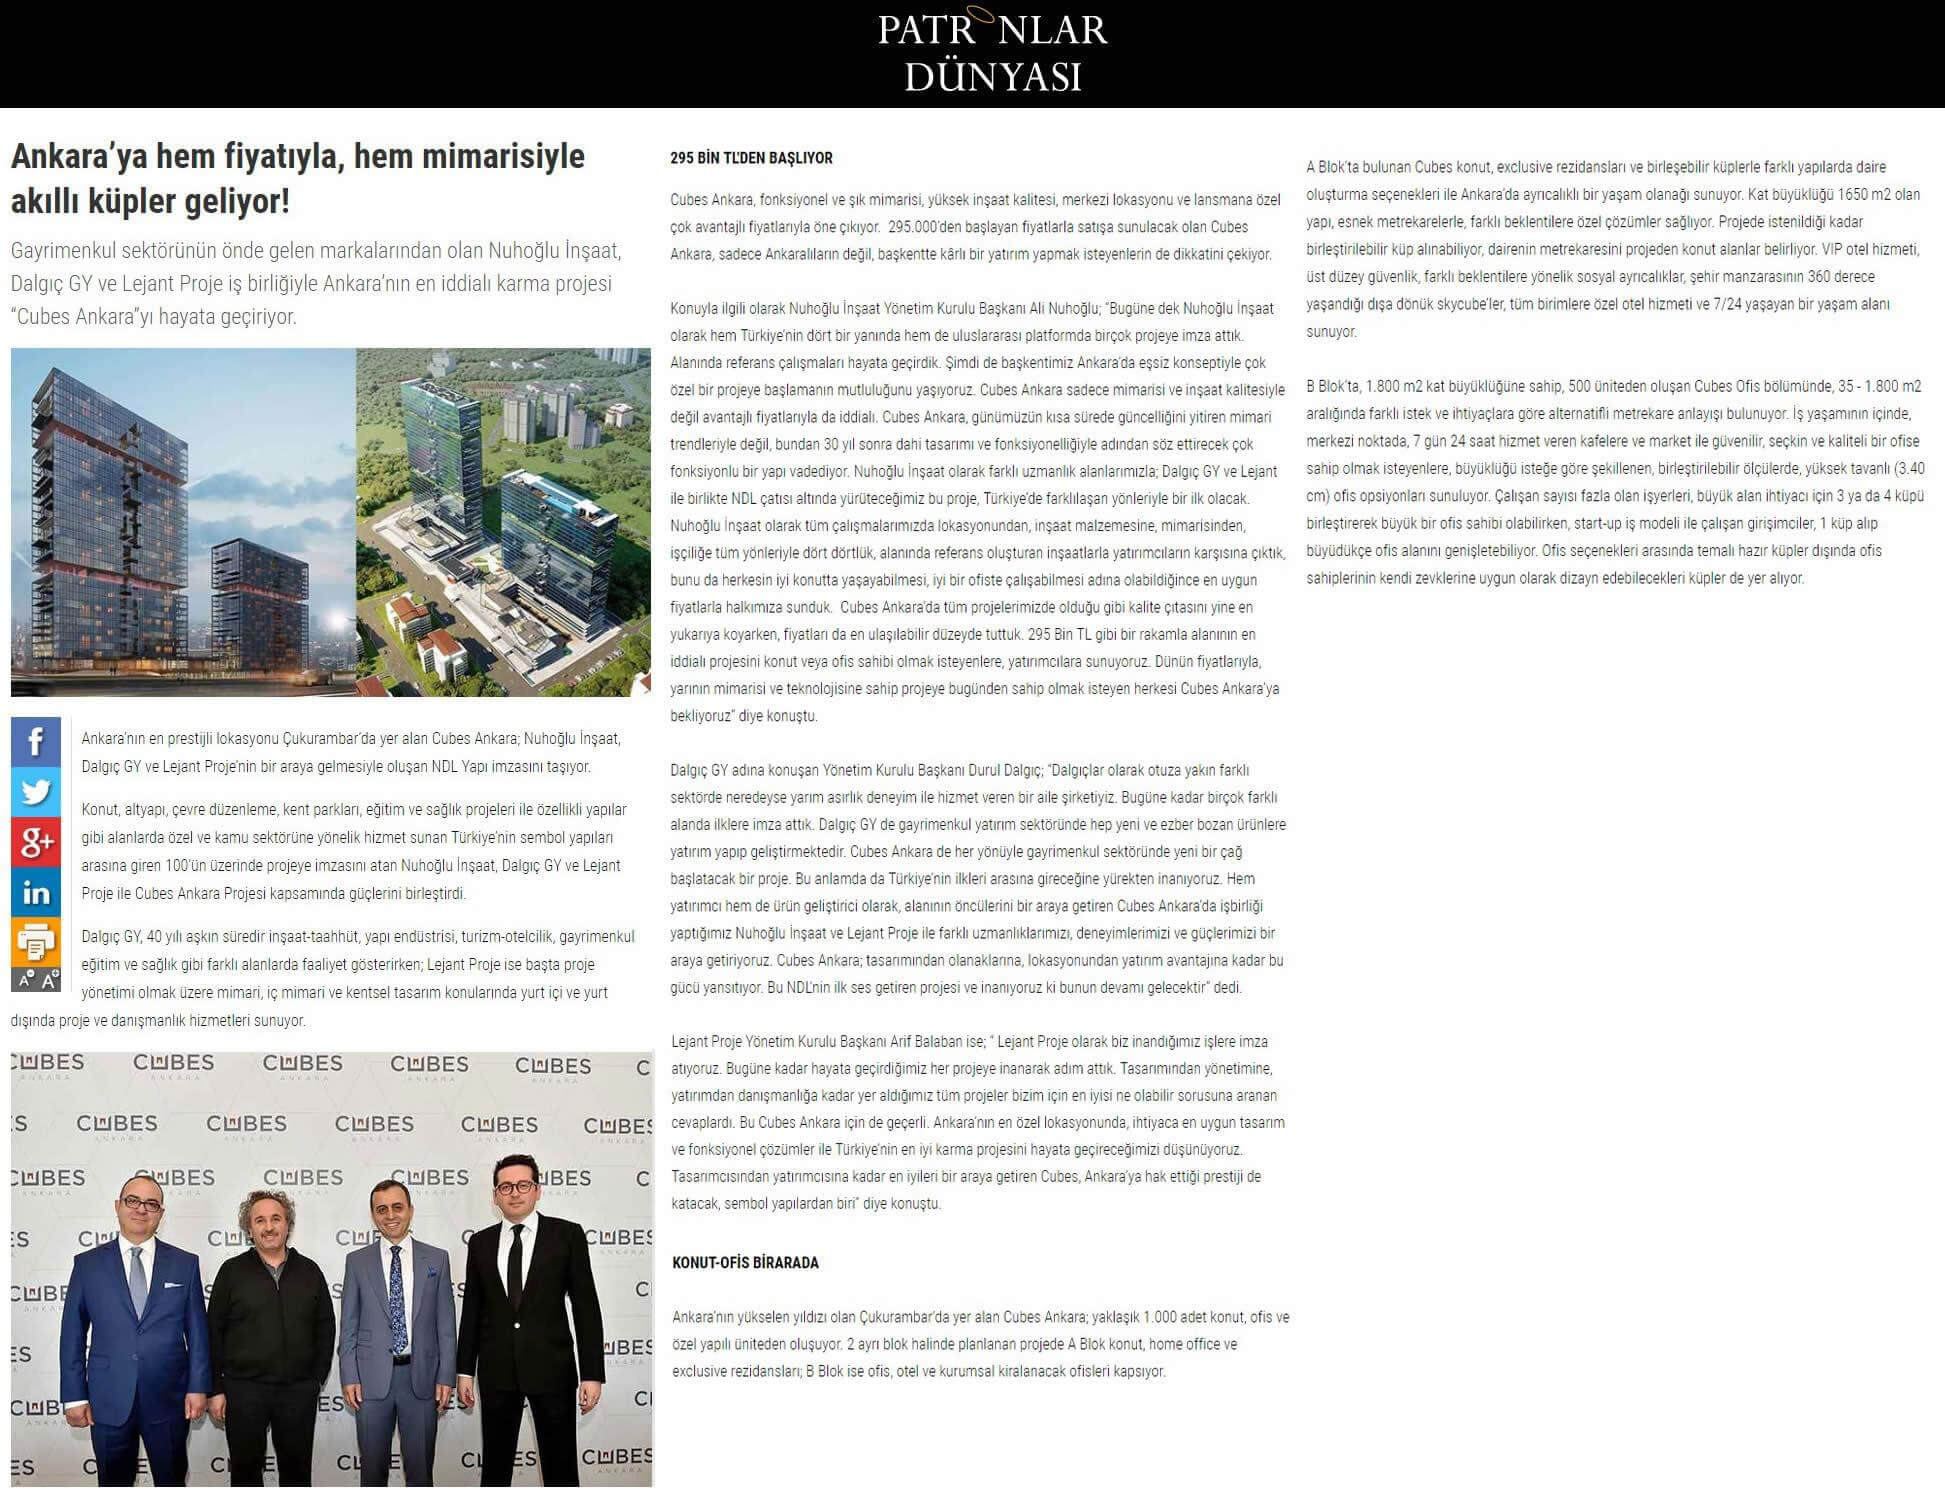 PATRONLAR
DÜNYASI
Ankara’ya hem fiyatıyla, hem mimarisiyle
akıllı küpler geliyor!
Gayrimenkul sektörünün önde gelen markalarından olan Nuhoğlu İnşaat,
Dalgıç GY ve Lejant Proje iş birliğiyle Ankara’nın en iddialı karma projesi
“Cubes Ankara”yı hayata geçiriyor.
Ankara’nın en prestijli lokasyonu Çukurambar’da yer alan Cubes Ankara; Nuhoğlu İnşaat,
Dalgıç GY ve Lejant Proje’nin bir araya gelmesiyle oluşan NDL Yapı imzasını taşıyor.
Konut, altyapı, çevre düzenleme, kent parkları, eğitim ve sağlık projeleri ile özellikli yapılar
gibi alanlarda özel ve kamu sektörüne yönelik hizmet sunan Türkiye’nin sembol yapıları
arasına giren 100’ün üzerinde projeye imzasını atan Nuhoğlu İnşaat, Dalgıç GY ve Lejant
Proje ile Cubes Ankara Projesi kapsamında güçlerini birleştirdi.
Dalgıç GY, 40 yılı aşkın süredir inşaat-taahhüt, yapı endüstrisi, turizm-otelcilik, gayrimenkul
eğitim ve sağlık gibi farklı alanlarda faaliyet gösterirken; Lejant Proje ise başta proje
yönetimi olmak üzere mimari, iç mimari ve kentsel tasarım konularında yurt içi ve yurt
dışında proje ve danışmanlık hizmetleri sunuyor.
CUBES CUBES CUBES CUBES CUBES
ANKARA
295 BİN TL’DEN BAŞLIYOR
Cubes Ankara, fonksiyonel ve şık mimarisi, yüksek inşaat kalitesi, merkezi lokasyonu ve lansmana özel
çok avantajlı fiyatlarıyla öne çıkıyor. 295.000’den başlayan fiyatlarla satışa sunulacak olan Cubes
Ankara, sadece Ankaralıların değil, başkentte kârlı bir yatırım yapmak isteyenlerin de dikkatini çekiyor.
Konuyla ilgili olarak Nuhoğlu İnşaat Yönetim Kurulu Başkanı Ali Nuhoğlu; “Bugüne dek Nuhoğlu İnşaat
olarak hem Türkiye’nin dört bir yanında hem de uluslararası platformda birçok projeye imza attık.
Alanında referans çalışmaları hayata geçirdik. Şimdi de başkentimiz Ankara’da eşsiz konseptiyle çok
özel bir projeye başlamanın mutluluğunu yaşıyoruz. Cubes Ankara sadece mimarisi ve inşaat kalitesiyle
değil avantajlı fiyatlarıyla da iddialı. Cubes Ankara, günümüzün kısa sürede güncelliğini yitiren mimari
trendleriyle değil, bundan 30 yıl sonra dahi tasarımı ve fonksiyonelliğiyle adından söz ettirecek çok
fonksiyonlu bir yapı vadediyor. Nuhoğlu İnşaat olarak farklı uzmanlık alanlarımızla; Dalgıç GY ve Lejant
ile birlikte NDL çatısı altında yürüteceğimiz bu proje, Türkiye’de farklılaşan yönleriyle bir ilk olacak.
Nuhoğlu İnşaat olarak tüm çalışmalarımızda lokasyonundan, inşaat malzemesine, mimarisinden,
işçiliğe tüm yönleriyle dört dörtlük, alanında referans oluşturan inşaatlarla yatırımcıların karşısına çıktık,
bunu da herkesin iyi konutta yaşayabilmesi, iyi bir ofiste çalışabilmesi adına olabildiğince en uygun
fiyatlarla halkımıza sunduk. Cubes Ankara’da tüm projelerimizde olduğu gibi kalite çıtasını yine en
yukarıya koyarken, fiyatları da en ulaşılabilir düzeyde tuttuk. 295 Bin TL gibi bir rakamla alanının en
iddialı projesini konut veya ofis sahibi olmak isteyenlere, yatırımcılara sunuyoruz. Dünün fiyatlarıyla,
yarının mimarisi ve teknolojisine sahip projeye bugünden sahip olmak isteyen herkesi Cubes Ankara’ya
bekliyoruz” diye konuştu.
Dalgıç GY adına konuşan Yönetim Kurulu Başkanı Durul Dalgıç; “Dalgıçlar olarak otuza yakın farklı
sektörde neredeyse yarım asırlık deneyim ile hizmet veren bir aile şirketiyiz. Bugüne kadar birçok farklı
alanda ilklere imza attık. Dalgıç GY de gayrimenkul yatırım sektöründe hep yeni ve ezber bozan ürünlere
yatırım yapıp geliştirmektedir. Cubes Ankara de her yönüyle gayrimenkul sektöründe yeni bir çağ
başlatacak bir proje. Bu anlamda da Türkiye’nin ilkleri arasına gireceğine yürekten inanıyoruz. Hem
yatırımcı hem de ürün geliştirici olarak, alanının öncülerini bir araya getiren Cubes Ankara’da işbirliği
yaptığımız Nuhoğlu İnşaat ve Lejant Proje ile farklı uzmanlıklarımızı, deneyimlerimizi ve güçlerimizi bir
araya getiriyoruz. Cubes Ankara; tasarımından olanaklarına, lokasyonundan yatırım avantajına kadar bu
gücü yansıtıyor. Bu NDL’nin ilk ses getiren projesi ve inanıyoruz ki bunun devamı gelecektir” dedi.
Lejant Proje Yönetim Kurulu Başkanı Arif Balaban ise; “ Lejant Proje olarak biz inandığımız işlere imza
atıyoruz. Bugüne kadar hayata geçirdiğimiz her projeye inanarak adım attık. Tasarımından yönetimine,
yatırımdan danışmanlığa kadar yer aldığımız tüm projeler bizim için en iyisi ne olabilir sorusuna aranan
cevaplardı. Bu Cubes Ankara için de geçerli. Ankara’nın en özel lokasyonunda, ihtiyaca en uygun tasarım
ve fonksiyonel çözümler ile Türkiye’nin en iyi karma projesini hayata geçireceğimizi düşünüyoruz.
Tasarımcısından yatırımcısına kadar en iyileri bir araya getiren Cubes, Ankara’ya hak ettiği prestiji de
katacak, sembol yapılardan biri” diye konuştu.
KONUT-OFİS BİRARADA
Ankara’nın yükselen yıldızı olan Çukurambar’da yer alan Cubes Ankara; yaklaşık 1.000 adet konut, ofis ve
özel yapılı üniteden oluşuyor. 2 ayrı blok halinde planlanan projede A Blok konut, home office ve
exclusive rezidansları; B Blok ise ofis, otel ve kurumsal kiralanacak ofisleri kapsıyor.
A Blok’ta bulunan Cubes konut, exclusive rezidansları ve birleşebilir küplerle farklı yapılarda daire
oluşturma seçenekleri ile Ankara’da ayrıcalıklı bir yaşam olanağı sunuyor. Kat büyüklüğü 1650 m2 olan
yapı, esnek metrekarelerle, farklı beklentilere özel çözümler sağlıyor. Projede istenildiği kadar
birleştirilebilir küp alınabiliyor, dairenin metrekaresini projeden konut alanlar belirliyor. VIP otel hizmeti,
üst düzey güvenlik, farklı beklentilere yönelik sosyal ayrıcalıklar, şehir manzarasının 360 derece
yaşandığı dışa dönük skycube’ler, tüm birimlere özel otel hizmeti ve 7/24 yaşayan bir yaşam alanı
sunuyor.
B Blok’ta, 1.800 m2 kat büyüklüğüne sahip, 500 üniteden oluşan Cubes Ofis bölümünde, 35 - 1.800 m2
aralığında farklı istek ve ihtiyaçlara göre alternatifli metrekare anlayışı bulunuyor. İş yaşamının içinde,
merkezi noktada, 7 gün 24 saat hizmet veren kafelere ve market ile güvenilir, seçkin ve kaliteli bir ofise
sahip olmak isteyenlere, büyüklüğü isteğe göre şekillenen, birleştirilebilir ölçülerde, yüksek tavanlı (3.40
cm) ofis opsiyonları sunuluyor. Çalışan sayısı fazla olan işyerleri, büyük alan ihtiyacı için 3 ya da 4 küpü
birleştirerek büyük bir ofis sahibi olabilirken, start-up iş modeli ile çalışan girişimciler, 1 küp alıp
büyüdükçe ofis alanını genişletebiliyor. Ofis seçenekleri arasında temalı hazır küpler dışında ofis
sahiplerinin kendi zevklerine uygun olarak dizayn edebilecekleri küpler de yer alıyor.